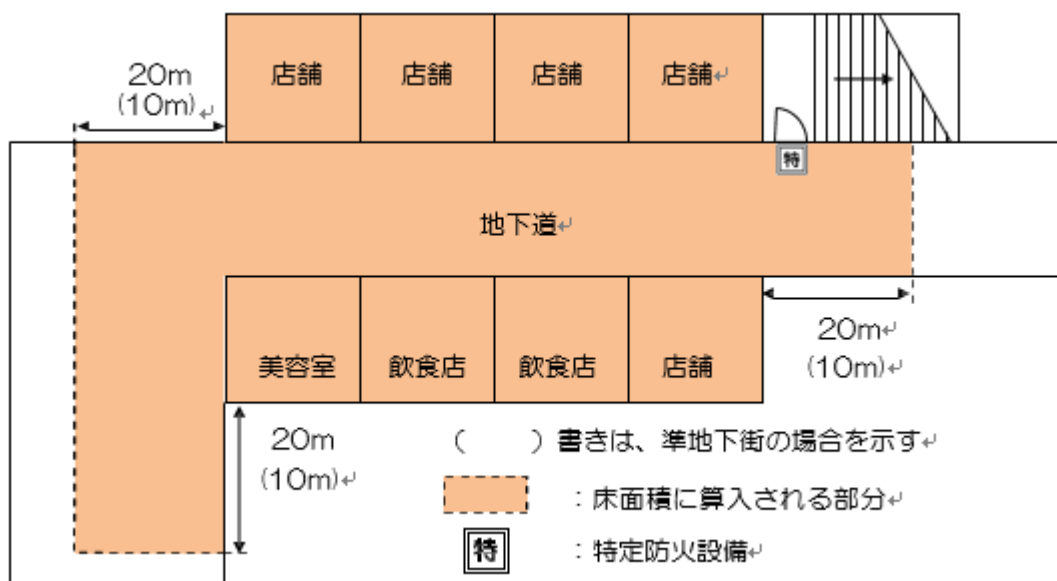 店舗 店舗 店舗 店舗↵
20m
(10m)↵
特
地下道↵
美容室 飲食店 飲食店 店舗
20m↵
(10m)↵
20m
(10m)↵
(　　)書きは、準地下街の場合を示す↵
：床面積に算入される部分↵
特 ：特定防火設備↵